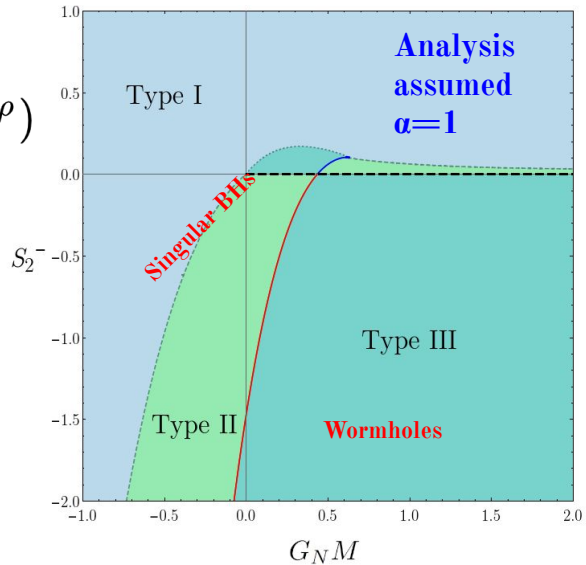 1.0
Analysis
assumed
α=1
Type I
0.5
ρ)
0.0
Singular BHs
S₂⁻
-0.5
Type III
-1.0
Type II
Wormholes
-1.5
-2.0
-1.0 -0.5 0.0 0.5 1.0 1.5 2.0
G_N M